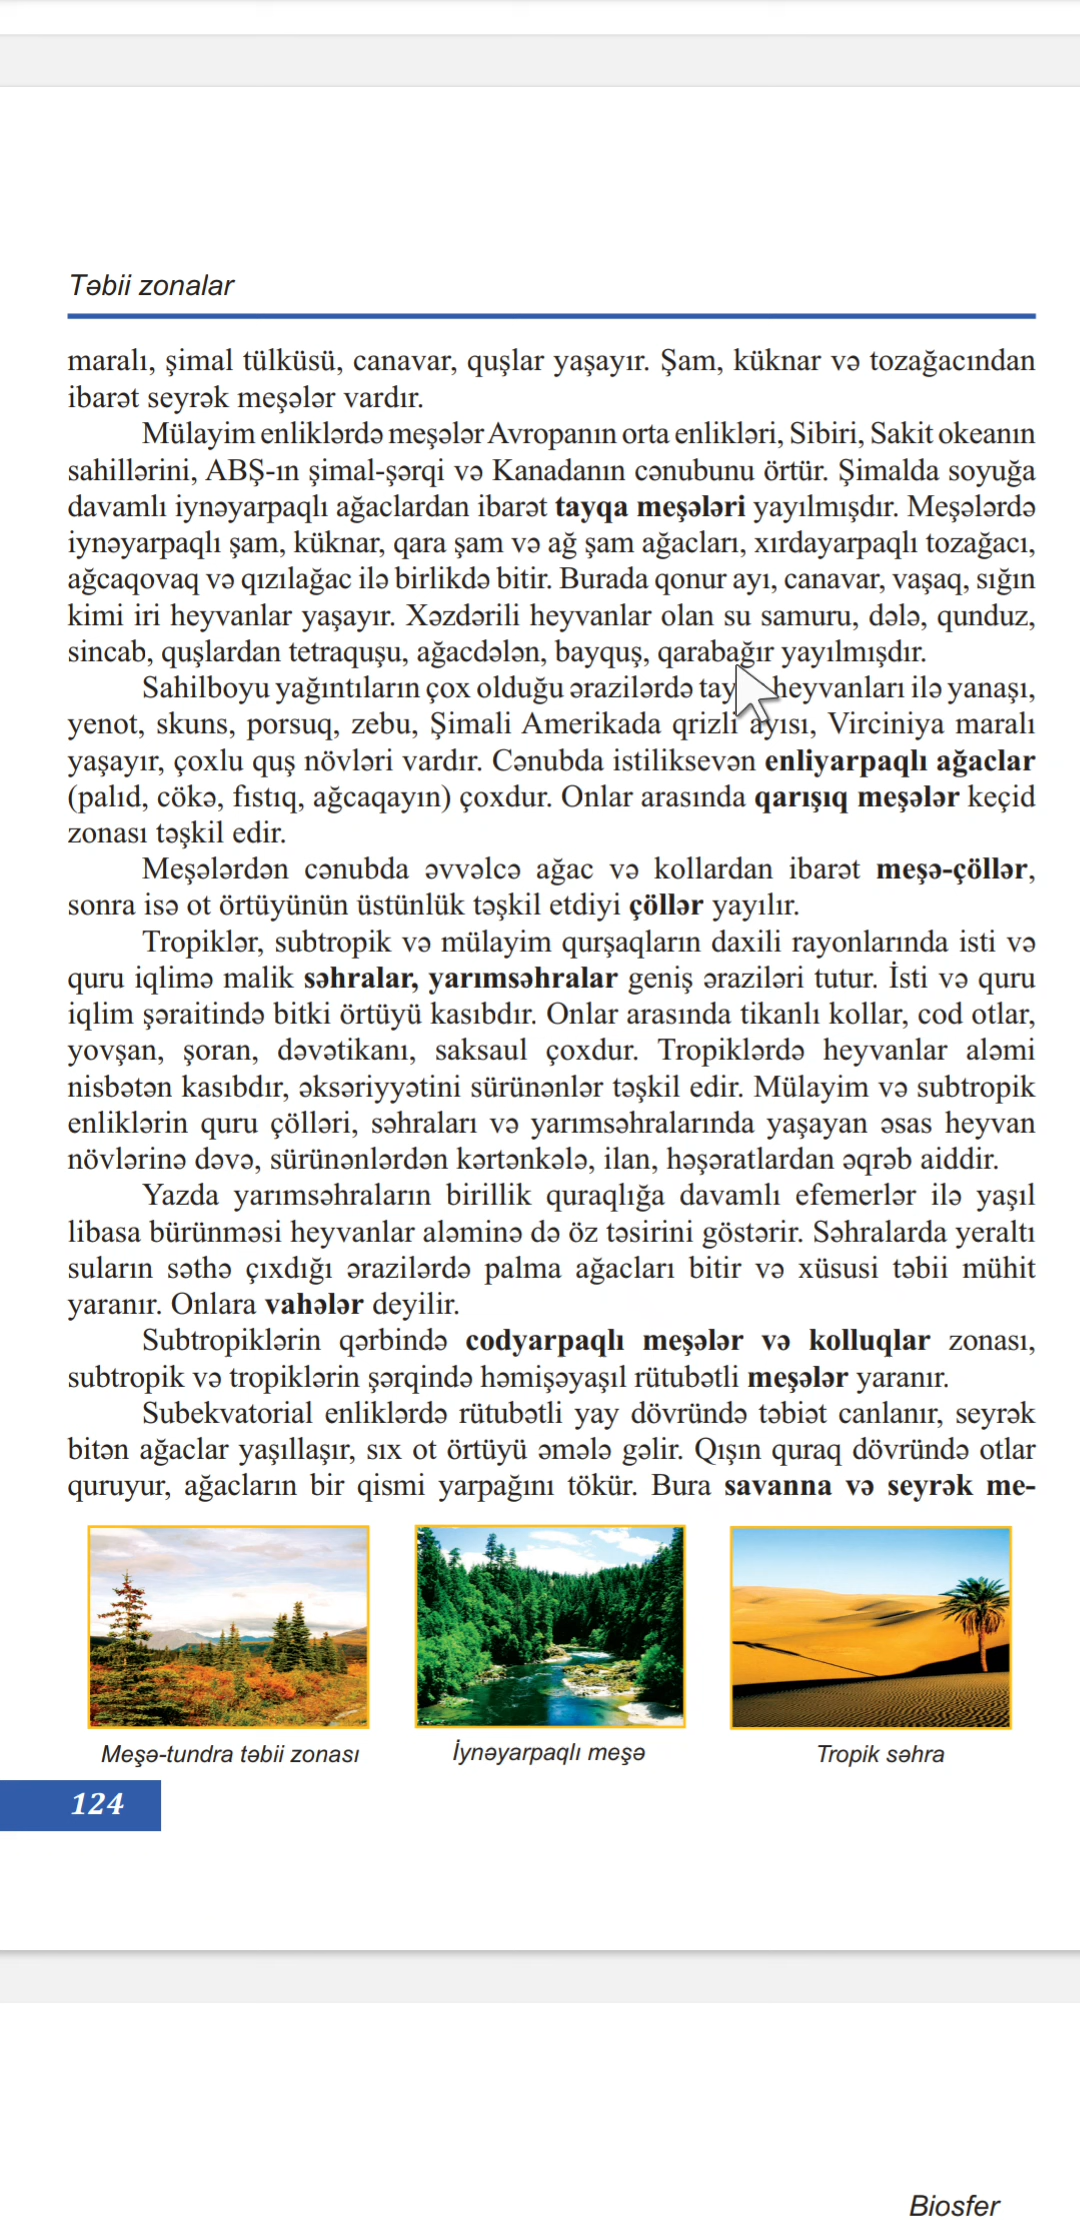 Təbii zonalar
maralı, şimal tülküsü, canavar, quşlar yaşayır. Şam, küknar və tozağacından
ibarət seyrək meşələr vardır.
Mülayim enliklərdə meşələr Avropanın orta enlikləri, Sibiri, Sakit okeanın
sahillərini, ABŞ-ın şimal-şərqi və Kanadanın cənubunu örtür. Şimalda soyuğa
davamlı iynəyarpaqlı ağaclardan ibarət tayqa meşələri yayılmışdır. Meşələrdə
iynəyarpaqlı şam, küknar, qara şam və ağ şam ağacları, xırdayarpaqlı tozağacı,
ağcaqovaq və qızılağac ilə birlikdə bitir. Burada qonur ayı, canavar, vaşaq, sığın
kimi iri heyvanlar yaşayır. Xəzdərili heyvanlar olan su samuru, dələ, qunduz,
sincab, quşlardan tetraquşu, ağacdələn, bayquş, qarabağır yayılmışdır.
Sahilboyu yağıntıların çox olduğu ərazilərdə heyvanları ilə yanaşı,
yenot, skuns, porsuq, zebu, Şimali Amerikada qrizli ayısı, Virciniya maralı
yaşayır, çoxlu quş növləri vardır. Cənubda istiliksevən enliyarpaqlı ağaclar
(palıd, cökə, fıstıq, ağcaqayın) çoxdur. Onlar arasında qarışıq meşələr keçid
zonası təşkil edir.
Meşələrdən cənubda əvvəlcə ağac və kollardan ibarət meşə-çöllər,
sonra isə ot örtüyünün üstünlük təşkil etdiyi çöllər yayılır.
Tropiklər, subtropik və mülayim qurşaqların daxili rayonlarında isti və
quru iqlimə malik səhralar, yarımsəhralar geniş əraziləri tutur. İsti və quru
iqlim şəraitində bitki örtüyü kasıbdır. Onlar arasında tikanlı kollar, cod otlar,
yovşan, şoran, dəvətikanı, saksaul çoxdur. Tropiklərdə heyvanlar aləmi
nisbətən kasıbdır, əksəriyyətini sürünənlər təşkil edir. Mülayim və subtropik
enliklərin quru çölləri, səhraları və yarımsəhralarında yaşayan əsas heyvan
növlərinə dəvə, sürünənlərdən kərtənkələ, ilan, həşəratlardan əqrəb aiddir.
Yazda yarımsəhraların birillik quraqlığa davamlı efemerlər ilə yaşıl
libasa bürünməsi heyvanlar aləminə də öz təsirini göstərir. Səhralarda yeraltı
suların səthə çıxdığı ərazilərdə palma ağacları bitir və xüsusi təbii mühit
yaranır. Onlara vahələr deyilir.
Subtropiklərin qərbində codyarpaqlı meşələr və kolluqlar zonası,
subtropik və tropiklərin şərqində həmişəyaşıl rütubətli meşələr yaranır.
Subekvatorial enliklərdə rütubətli yay dövründə təbiət canlanır, seyrək
bitən ağaclar yaşıllaşır, sıx ot örtüyü əmələ gəlir. Qışın quraq dövründə otlar
quruyur, ağacların bir qismi yarpağını tökür. Bura savanna və seyrək me-
Meşə-tundra təbii zonası
İynəyarpaqlı meşə
Tropik səhra
124
Biosfer